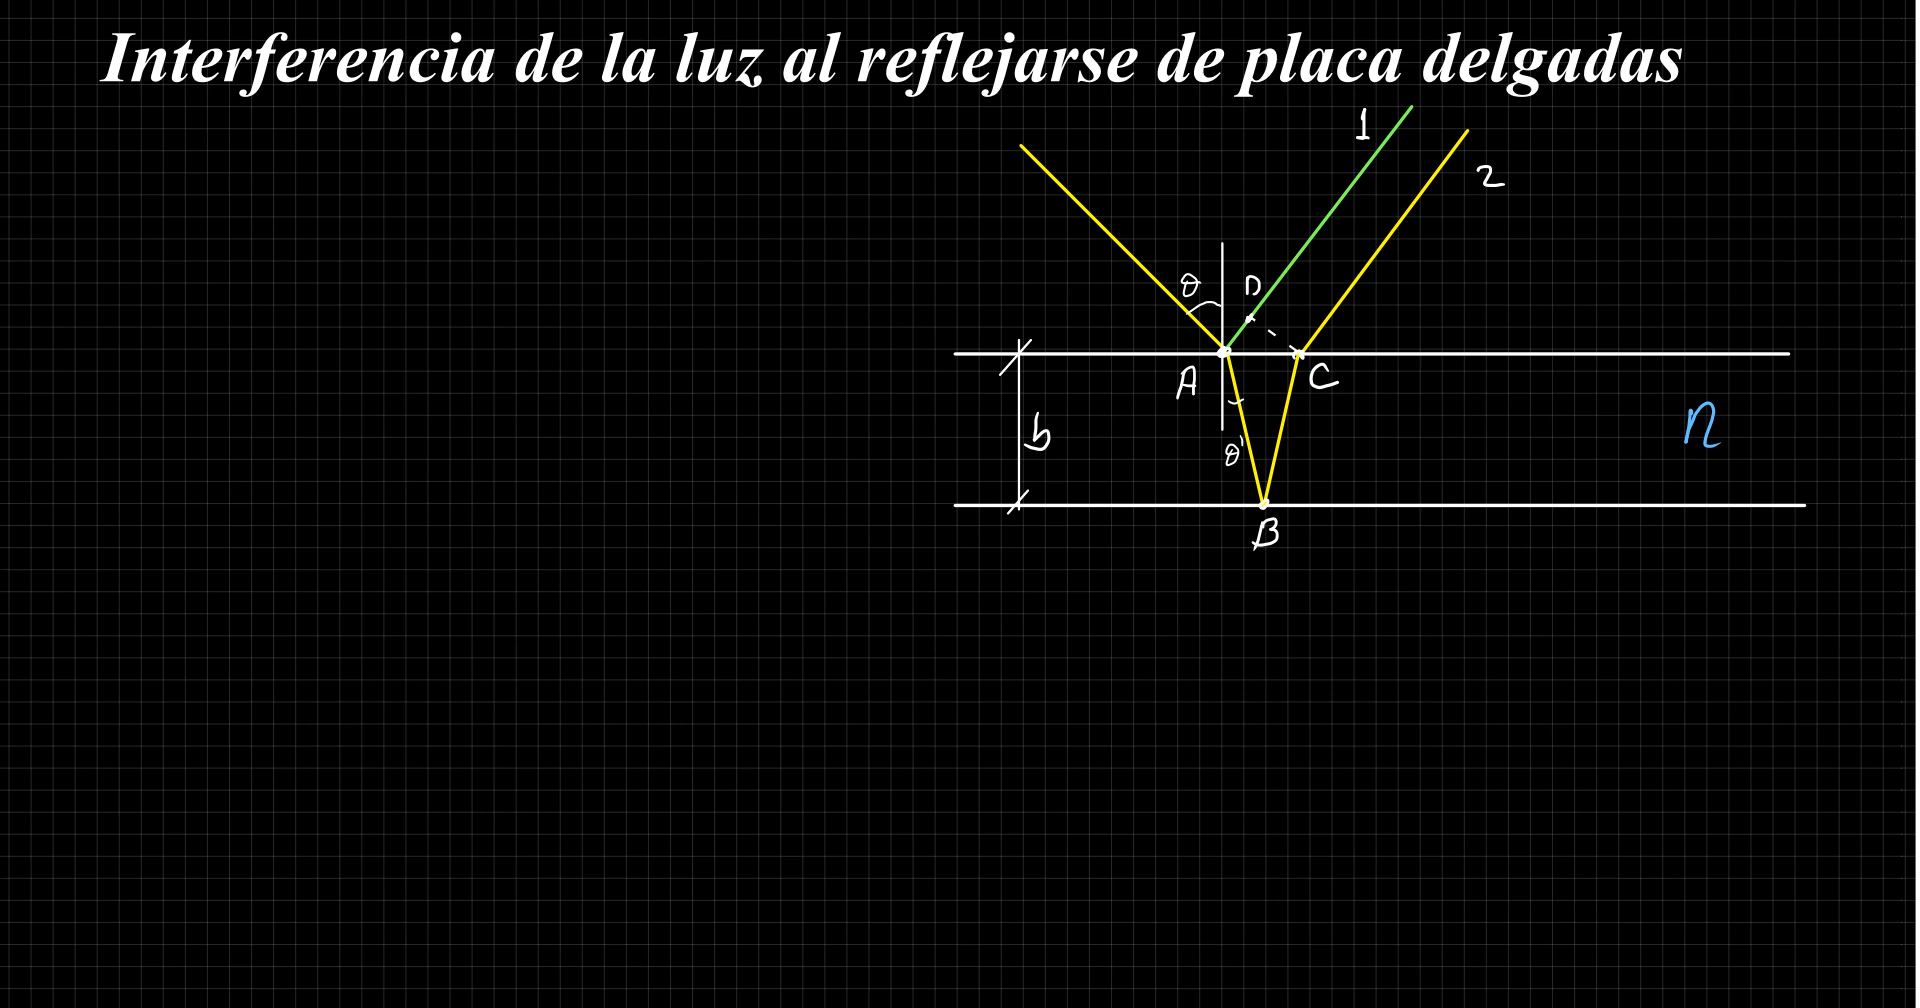 Interferencia de la luz al reflejarse de placa delgadas
1
2
θ
D
A
C
b
n
θ'
B